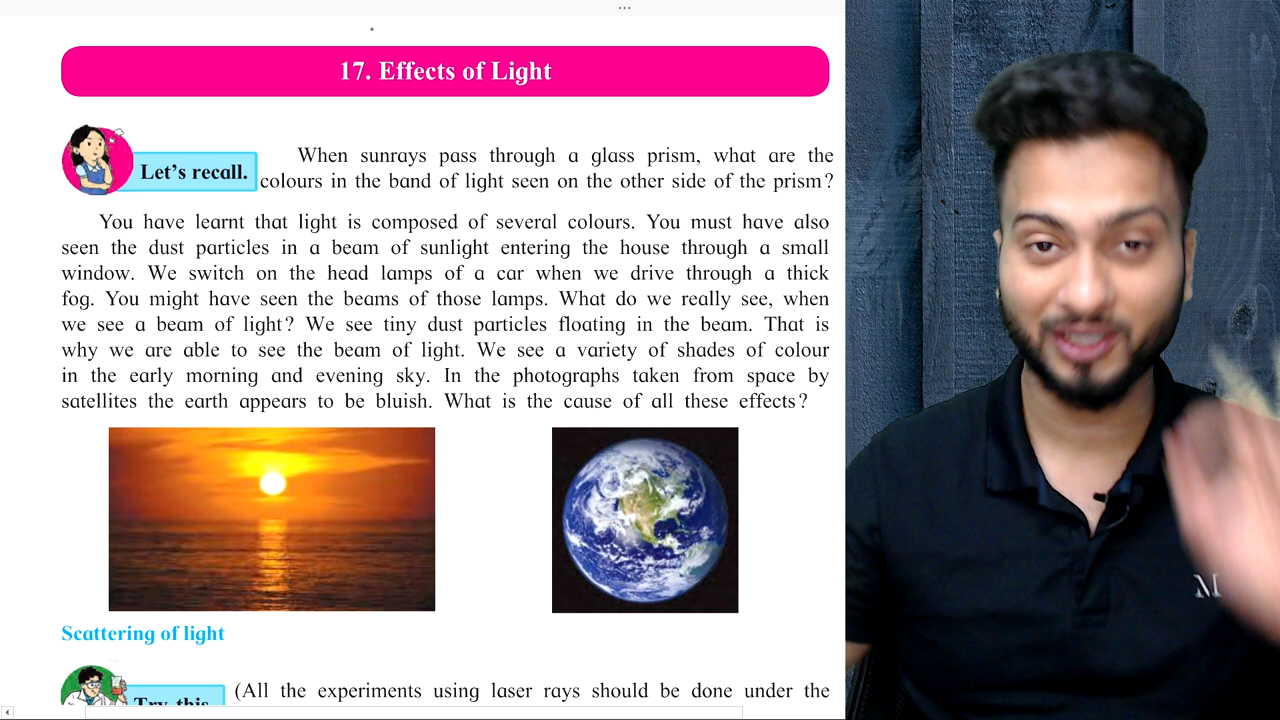 17. Effects of Light
Let's recall.
When sunrays pass through a glass prism, what are the
colours in the band of light seen on the other side of the prism?
You have learnt that light is composed of several colours. You must have also
seen the dust particles in a beam of sunlight entering the house through a small
window. We switch on the head lamps of a car when we drive through a thick
fog. You might have seen the beams of those lamps. What do we really see, when
we see a beam of light? We see tiny dust particles floating in the beam. That is
why we are able to see the beam of light. We see a variety of shades of colour
in the early morning and evening sky. In the photographs taken from space by
satellites the earth appears to be bluish. What is the cause of all these effects?
Scattering of light
Try this
(All the experiments using laser rays should be done under the
M